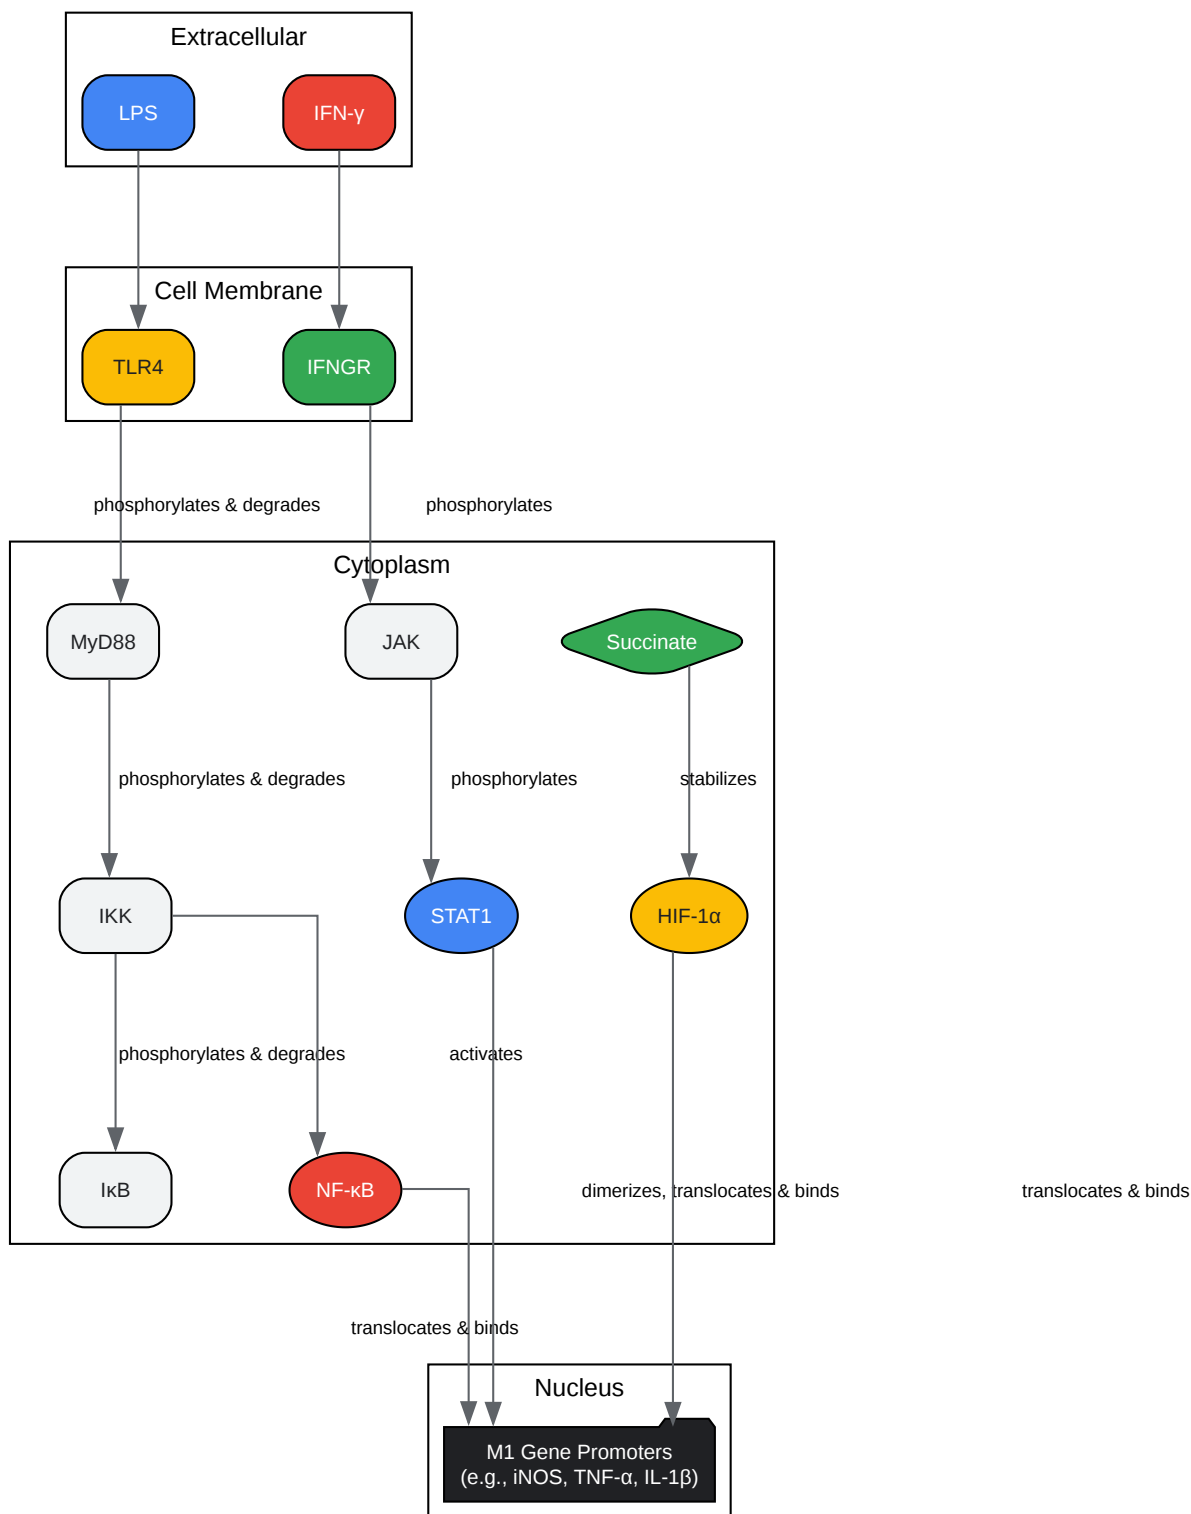 Extracellular
LPS
IFN-γ
Cell Membrane
TLR4
IFNGR
phosphorylates & degrades
phosphorylates
Cytoplasm
MyD88
JAK
Succinate
phosphorylates & degrades
phosphorylates
stabilizes
IKK
STAT1
HIF-1α
phosphorylates & degrades
activates
IκB
NF-κB
dimerizes, translocates & binds
translocates & binds
translocates & binds
Nucleus
M1 Gene Promoters
(e.g., iNOS, TNF-α, IL-1β)